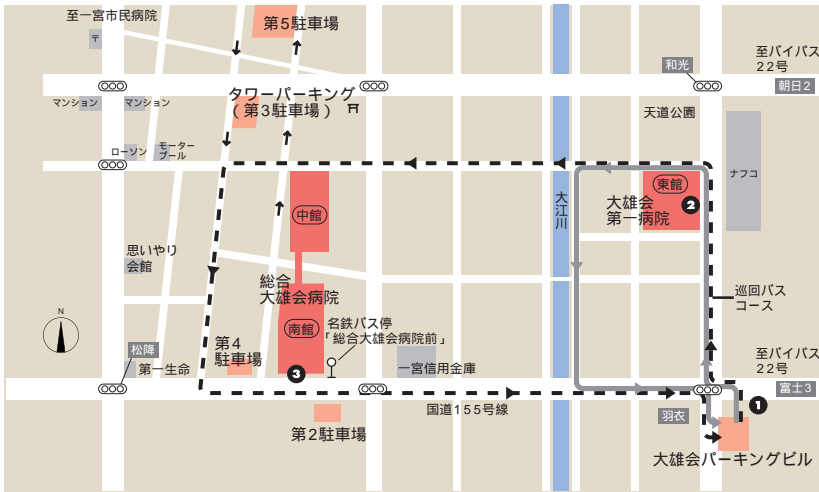 至一宮市民病院
〒
第5駐車場
至バイパス
22号
和光
朝日2
タワーパーキング
(第3駐車場)
マンション
マンション
天道公園
ローソン
モーター
プール
ナフコ
東館
2
大雄会
第一病院
中館
大江川
思いやり
会館
総合
大雄会病院
巡回バス
コース
N
南館
名鉄バス停
「総合大雄会病院前」
松降
第4
駐車場
第一生命
3
一宮信用金庫
至バイパス
22号
富士3
国道155号線
羽衣
1
第2駐車場
大雄会パーキングビル